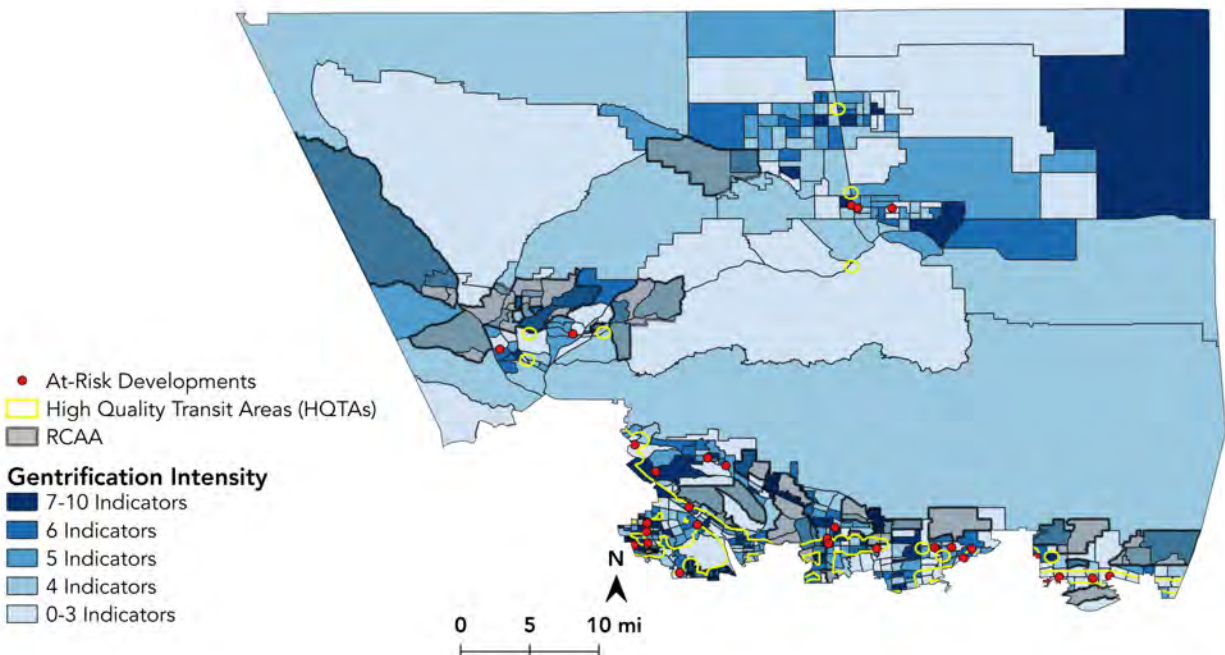 At-Risk Developments
High Quality Transit Areas (HQTAs)
RCAA
Gentrification Intensity
7-10 Indicators
6 Indicators
5 Indicators
4 Indicators
0-3 Indicators
N
0 5 10 mi